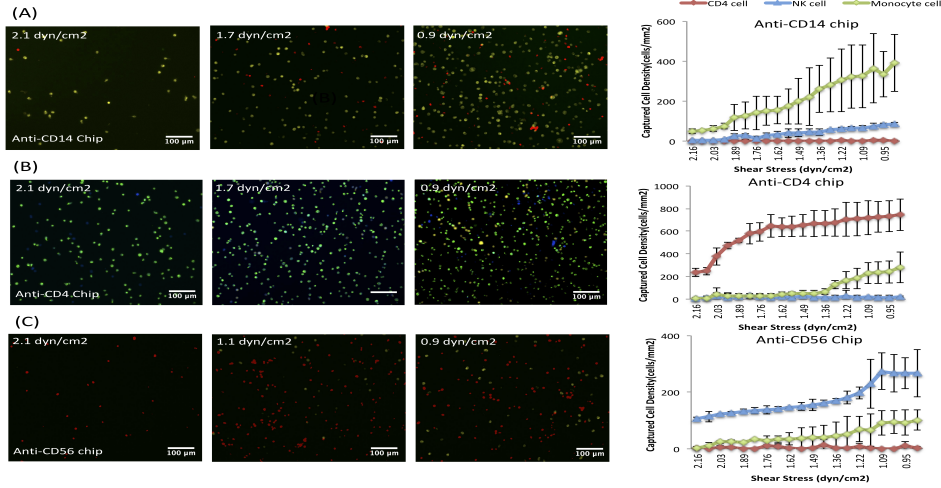 (A)
2.1 dyn/cm2
1.7 dyn/cm2
0.9 dyn/cm2
(B)
Anti-CD14 Chip
100 μm
100 μm
(B)
2.1 dyn/cm2
1.7 dyn/cm2
0.9 dyn/cm2
Anti-CD4 Chip
100 μm
100 μm
(C)
2.1 dyn/cm2
1.1 dyn/cm2
0.9 dyn/cm2
Anti-CD56 chip
100 μm
100 μm
100 μm
CD4 cell NK cell Monocyte cell
Anti-CD14 chip
Captured Cell Density(cells/mm2)
600
400
200
0
2.16 2.03 1.89 1.76 1.62 1.49 1.36 1.22 1.09 0.95
Shear Stress (dyn/cm2)
Anti-CD4 chip
Captured Cell Density(cells/mm2)
1000
800
600
400
200
0
2.16 2.03 1.89 1.76 1.62 1.49 1.36 1.22 1.09 0.95
Shear Stress (dyn/cm2)
Anti-CD56 Chip
Captured Cell Density(cells/mm2)
400
200
0
2.16 2.03 1.89 1.76 1.62 1.49 1.36 1.22 1.09 0.95
Shear Stress (dyn/cm2)